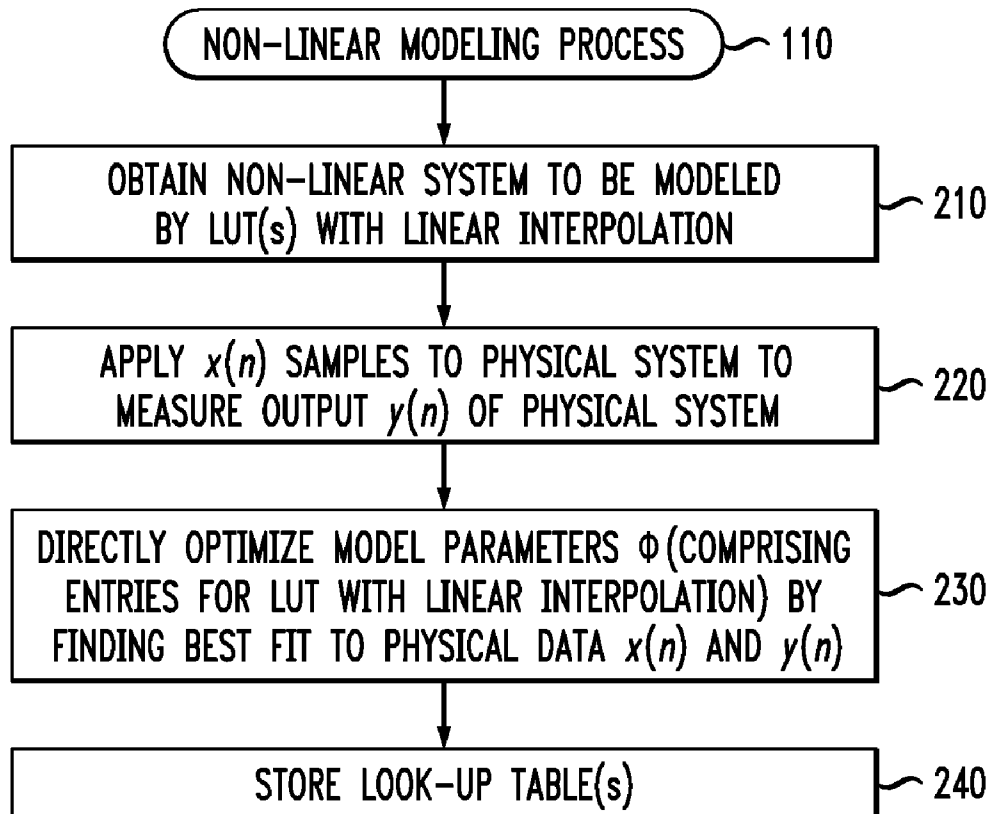 NON-LINEAR MODELING PROCESS
110
OBTAIN NON-LINEAR SYSTEM TO BE MODELED
BY LUT(s) WITH LINEAR INTERPOLATION
210
APPLY x(n) SAMPLES TO PHYSICAL SYSTEM TO
MEASURE OUTPUT y(n) OF PHYSICAL SYSTEM
220
DIRECTLY OPTIMIZE MODEL PARAMETERS Φ (COMPRISING
ENTRIES FOR LUT WITH LINEAR INTERPOLATION) BY
FINDING BEST FIT TO PHYSICAL DATA x(n) AND y(n)
230
STORE LOOK-UP TABLE(s)
240